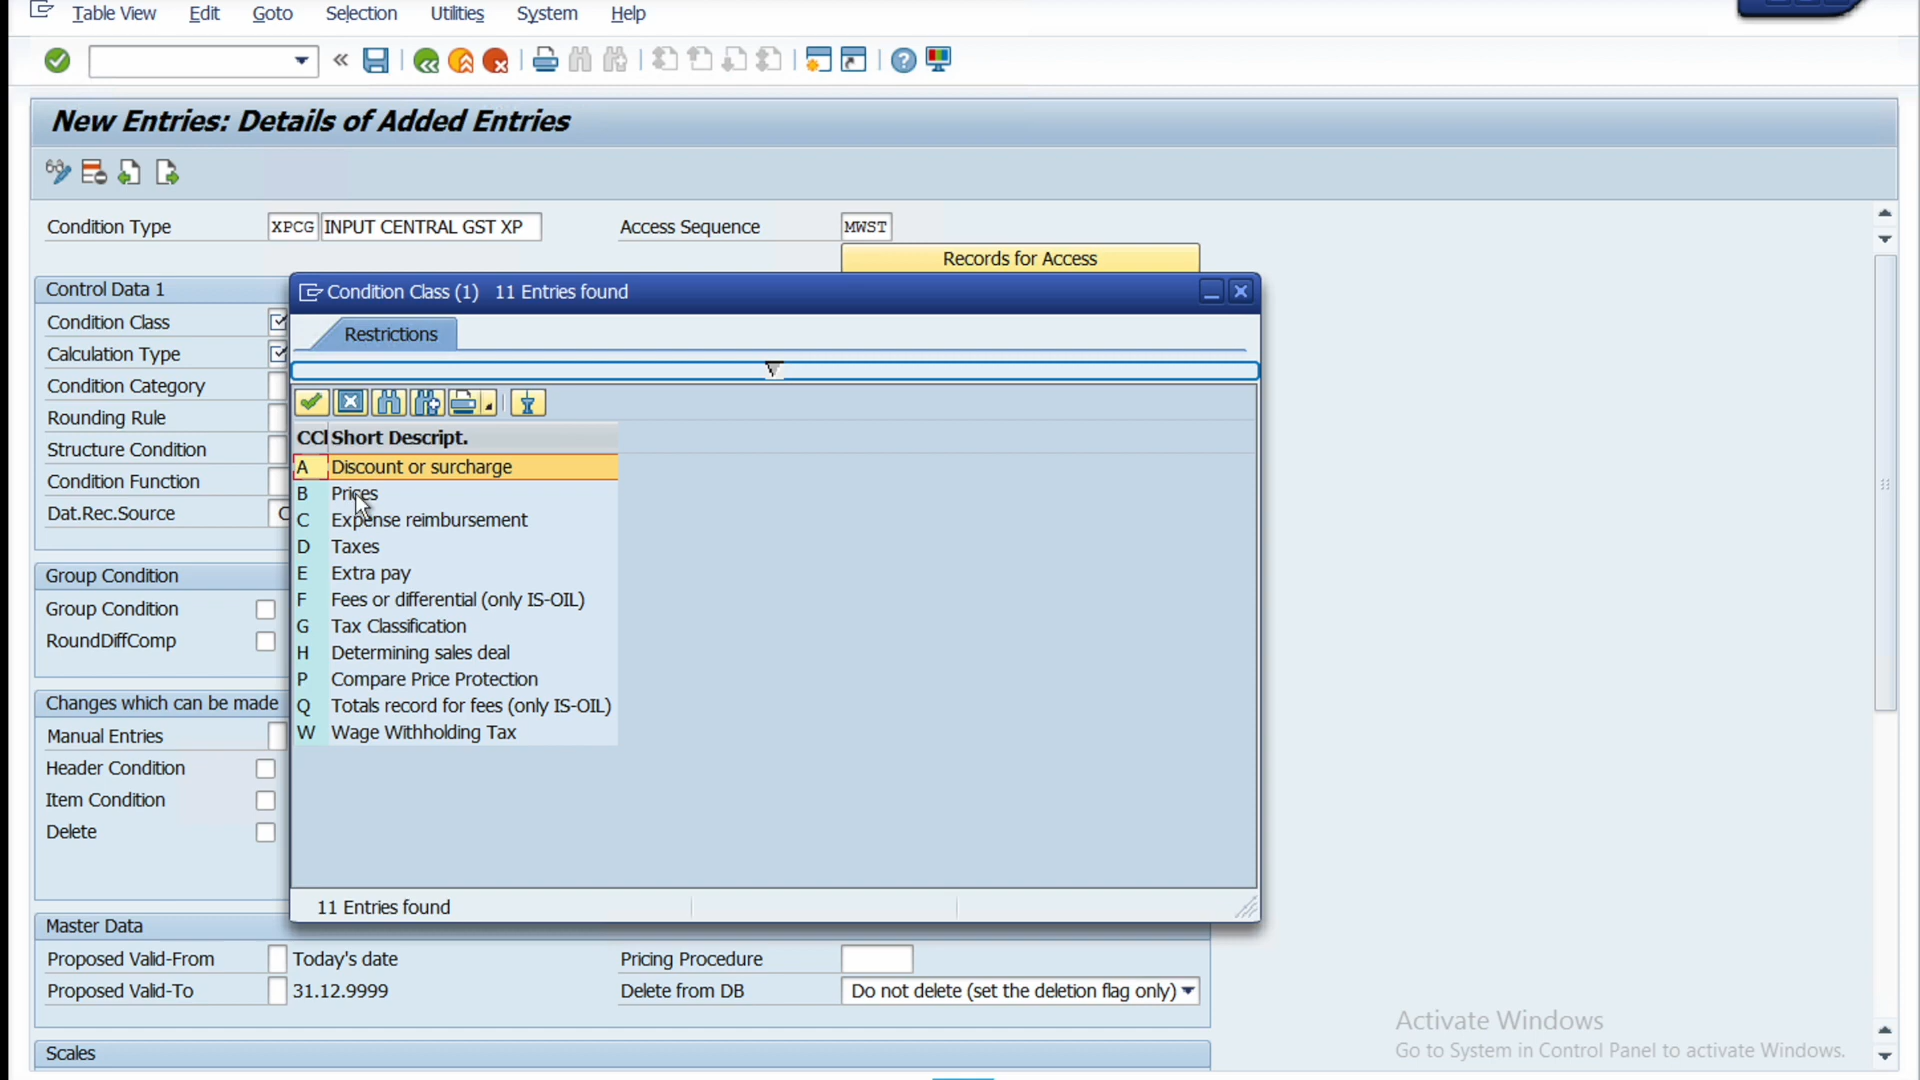 Table View Edit Goto Selection Utilities System Help
New Entries: Details of Added Entries
Condition Type XPCG INPUT CENTRAL GST XP Access Sequence MWST
Records for Access
Control Data 1
Condition Class
Calculation Type
Condition Category
Rounding Rule
Structure Condition
Condition Function
Dat.Rec.Source C
Group Condition
Group Condition
RoundDiffComp
Changes which can be made
Manual Entries
Header Condition
Item Condition
Delete
Condition Class (1) 11 Entries found
Restrictions
CCl Short Descript.
A Discount or surcharge
B Prices
C Expense reimbursement
D Taxes
E Extra pay
F Fees or differential (only IS-OIL)
G Tax Classification
H Determining sales deal
P Compare Price Protection
Q Totals record for fees (only IS-OIL)
W Wage Withholding Tax
11 Entries found
Master Data
Proposed Valid-From Today's date Pricing Procedure
Proposed Valid-To 31.12.9999 Delete from DB Do not delete (set the deletion flag only)
Scales
Activate Windows
Go to System in Control Panel to activate Windows.